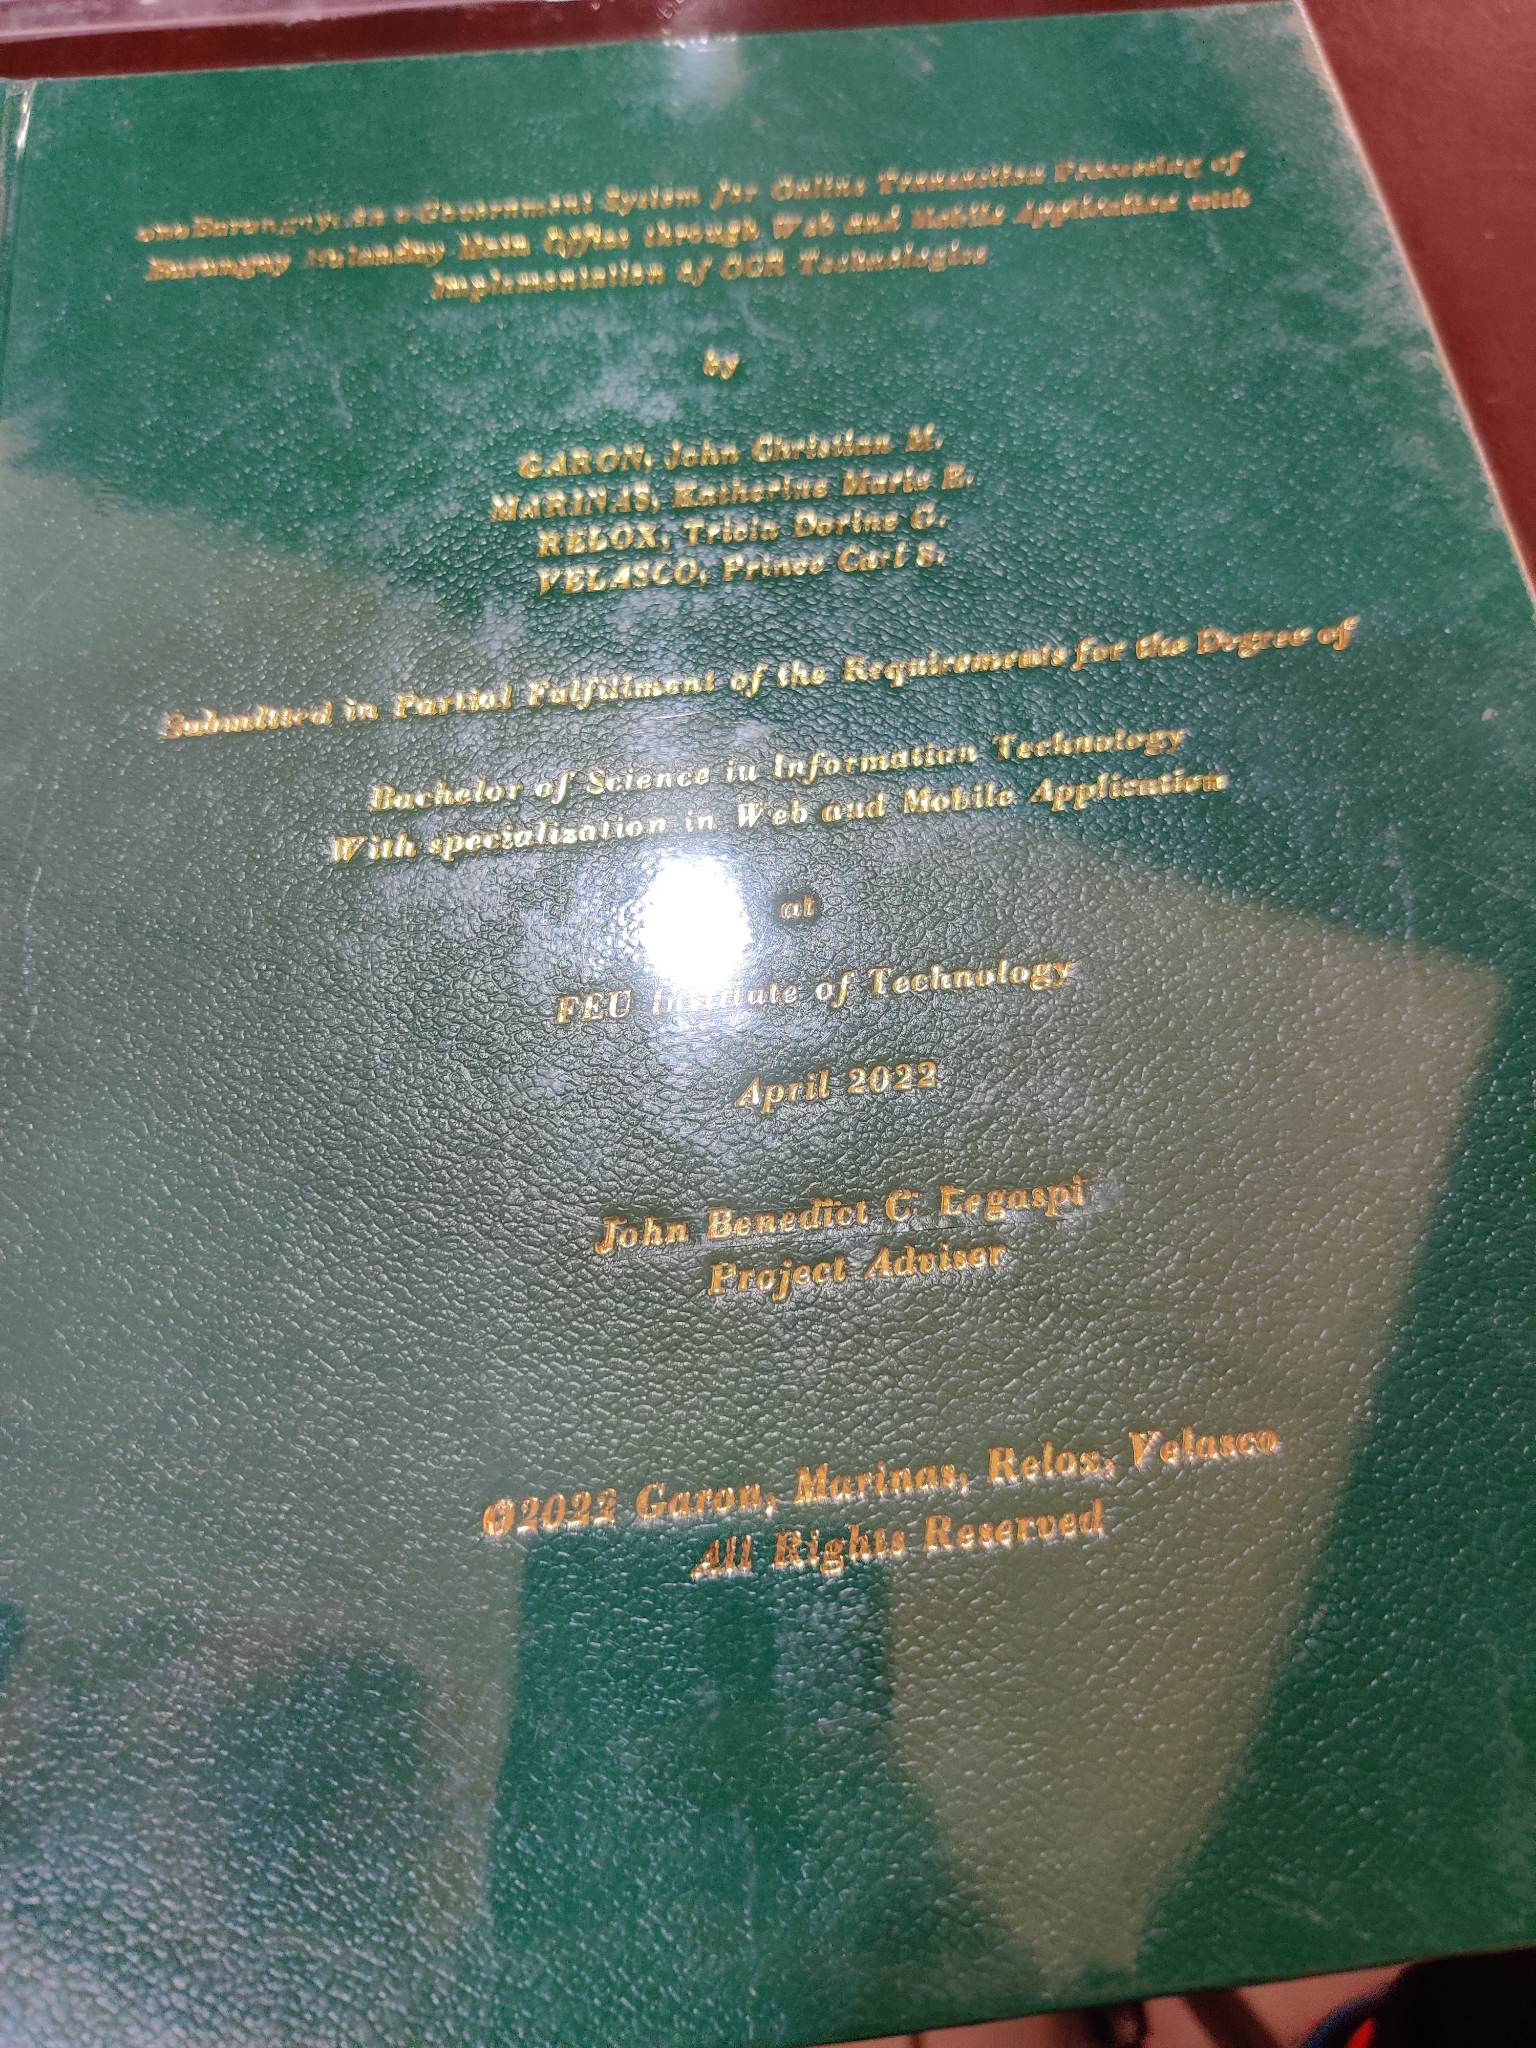 An e-Government System for Online Transaction Processing of
Barangay Main Office through Web and Mobile Application with
Implementation of OCR Technologies
by
GARON, John Christian M.
MARINAS, Katherine Marie E.
RELOX, Tricia Dorine G.
VELASCO, Prince Carl S.
Submitted in Partial Fulfillment of the Requirements for the Degree of
Bachelor of Science in Information Technology
With specialization in Web and Mobile Application
at
FEU Institute of Technology
April 2022
John Benedict C. Legaspi
Project Adviser
©2022 Garon, Marinas, Relox, Velasco
All Rights Reserved